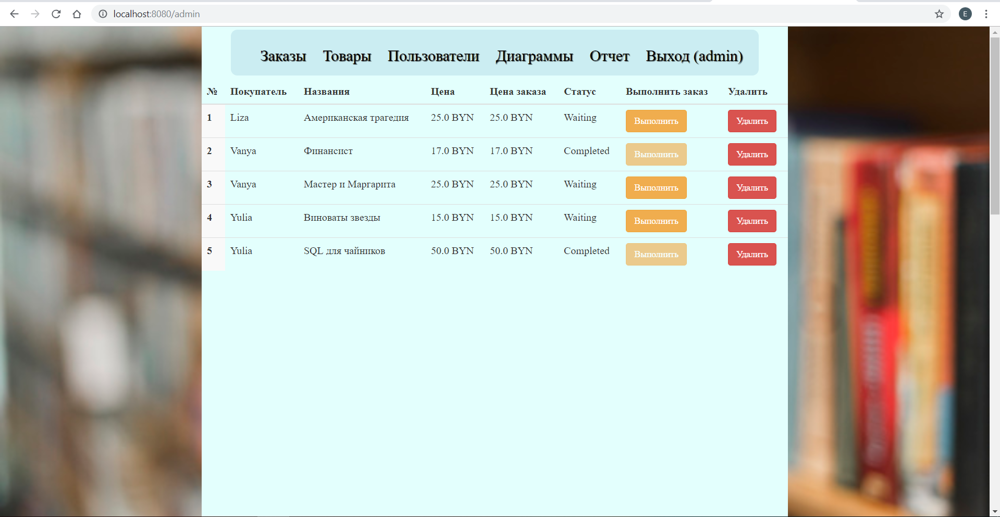 localhost:8080/admin
E
Заказы Товары Пользователи Диаграммы Отчет Выход (admin)
№ Покупатель Названия Цена Цена заказа Статус Выполнить заказ Удалить
1 Liza Американская трагедия 25.0 BYN 25.0 BYN Waiting Выполнить Удалить
2 Vanya Финансист 17.0 BYN 17.0 BYN Completed Выполнить Удалить
3 Vanya Мастер и Маргарита 25.0 BYN 25.0 BYN Waiting Выполнить Удалить
4 Yulia Виноваты звезды 15.0 BYN 15.0 BYN Waiting Выполнить Удалить
5 Yulia SQL для чайников 50.0 BYN 50.0 BYN Completed Выполнить Удалить